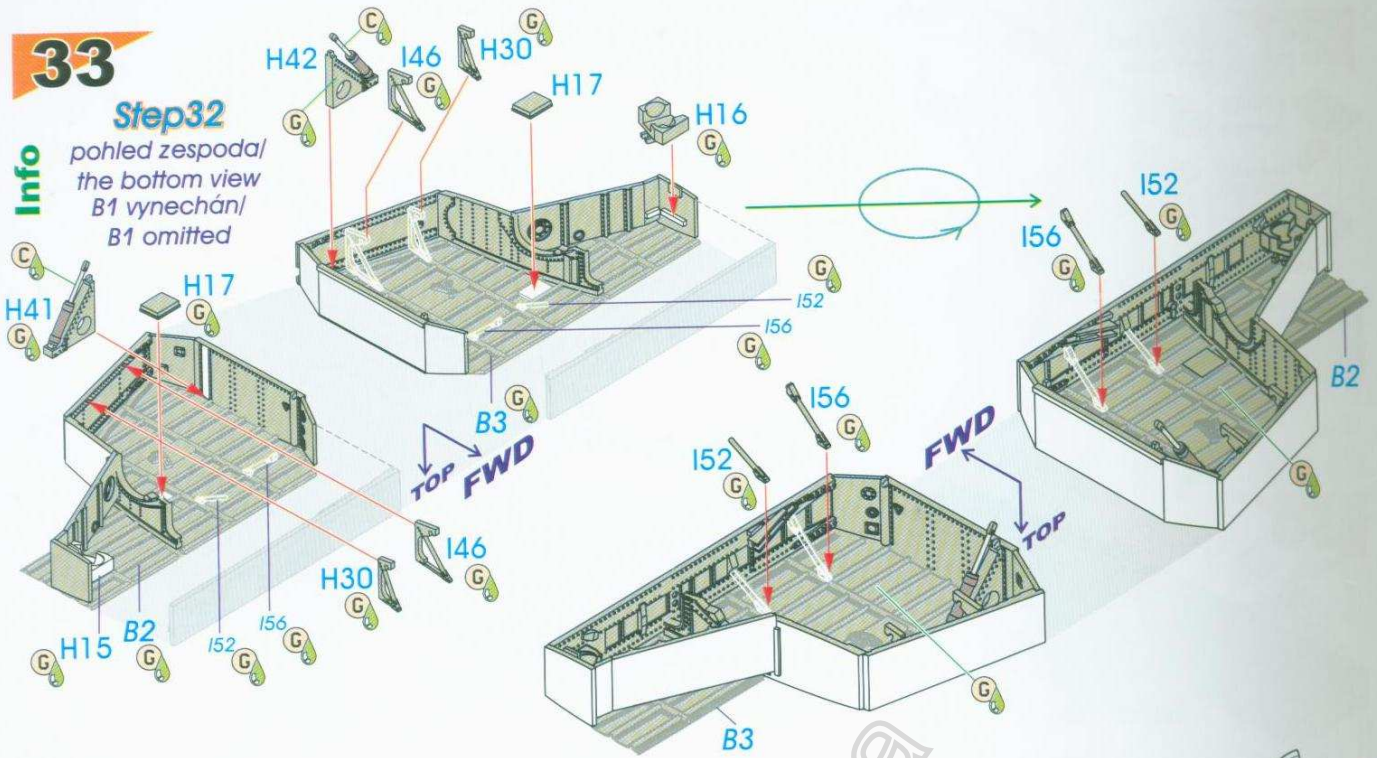 33
Step32
Info
pohled zespoda/
the bottom view
B1 vynechán/
B1 omitted
C
H42
G
I46
G
H30
G
H17
H16
G
C
H41
G
H17
G
I52
G
I56
G
B3
G
TOP
FWD
I46
G
H30
G
H15
G
B2
G
I52
G
I56
G
I56
G
I52
G
B2
G
FWD
TOP
I52
G
I56
G
G
B3